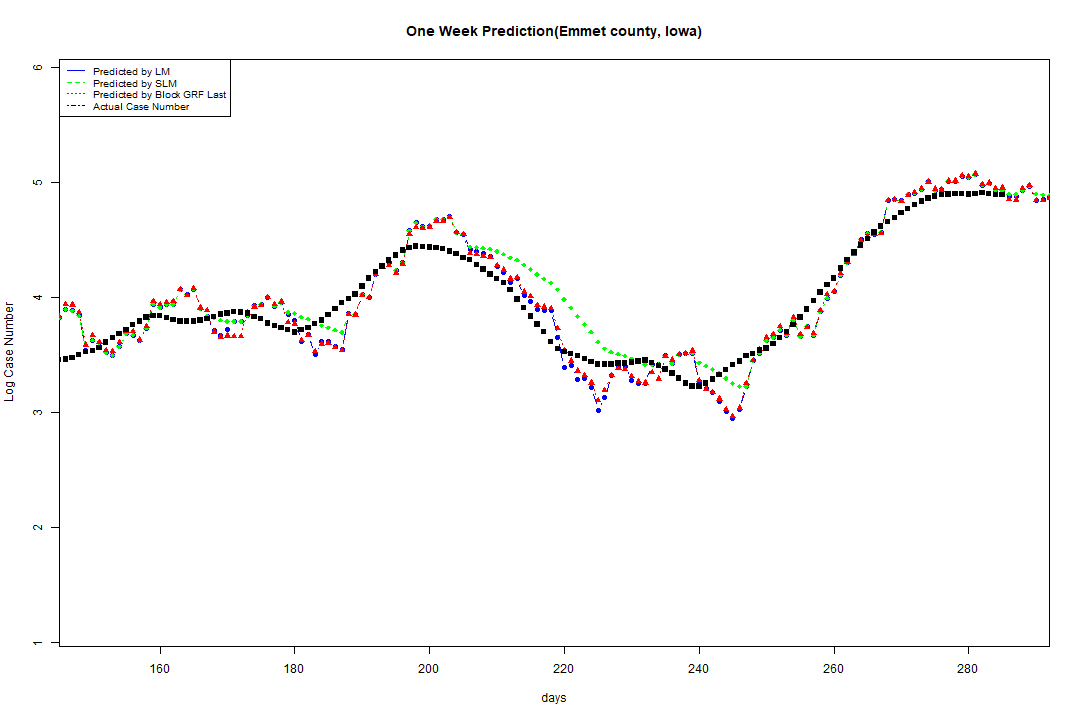 One Week Prediction(Emmet county, Iowa)
Predicted by LM
Predicted by SLM
Predicted by Block GRF Last
Actual Case Number
6
5
4
3
2
1
Log Case Number
160 180 200 220 240 260 280
days